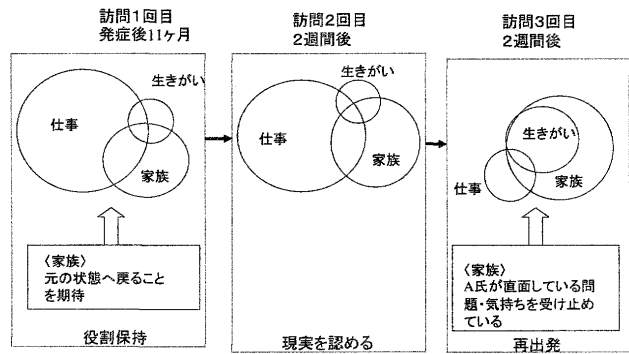 訪問1回目
発症後11ヶ月
訪問2回目
2週間後
訪問3回目
2週間後
仕事
生きがい
家族
仕事
生きがい
家族
仕事
生きがい
家族
〈家族〉
元の状態へ戻ること
を期待
〈家族〉
A氏が直面している問
題・気持ちを受け止め
ている
役割保持
現実を認める
再出発